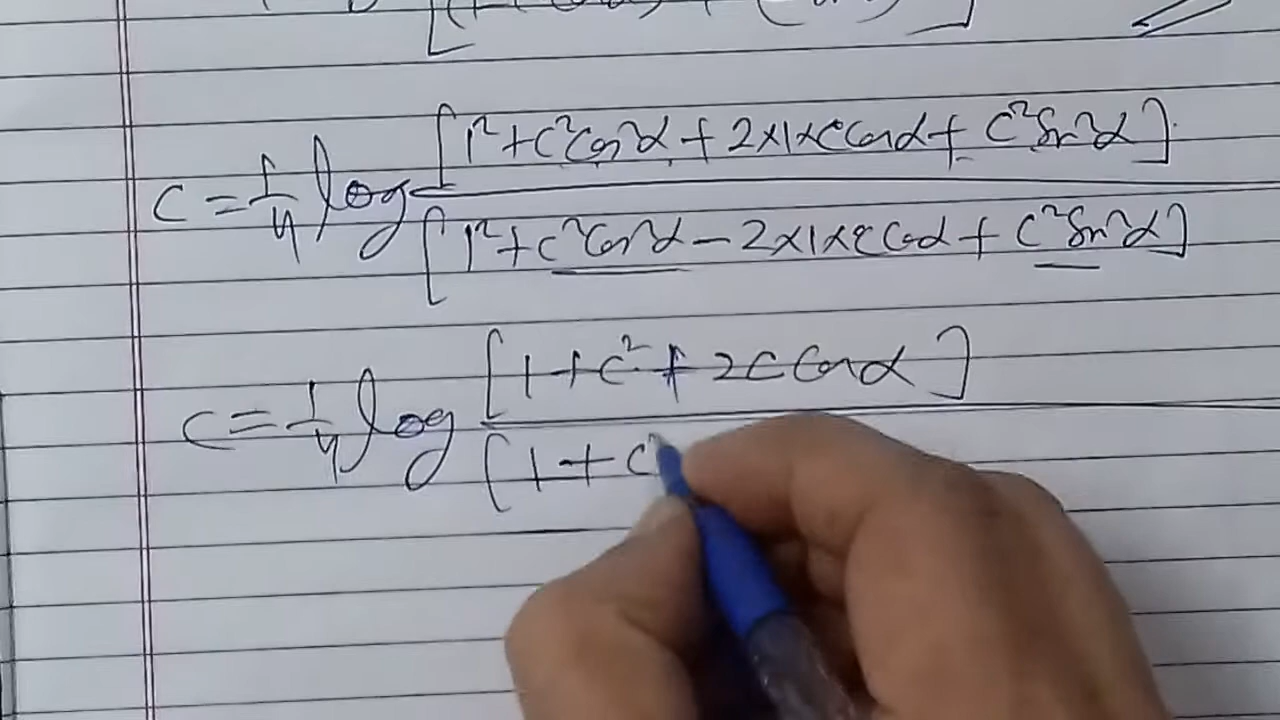 C = 1/4 log [1² + c²cos²α + 2×1×c cosα + c²sin²α] / [1² + c²cos²α − 2×1×c cosα + c²sin²α]
C = 1/4 log [1 + c² + 2c cosα] / [1 + c²